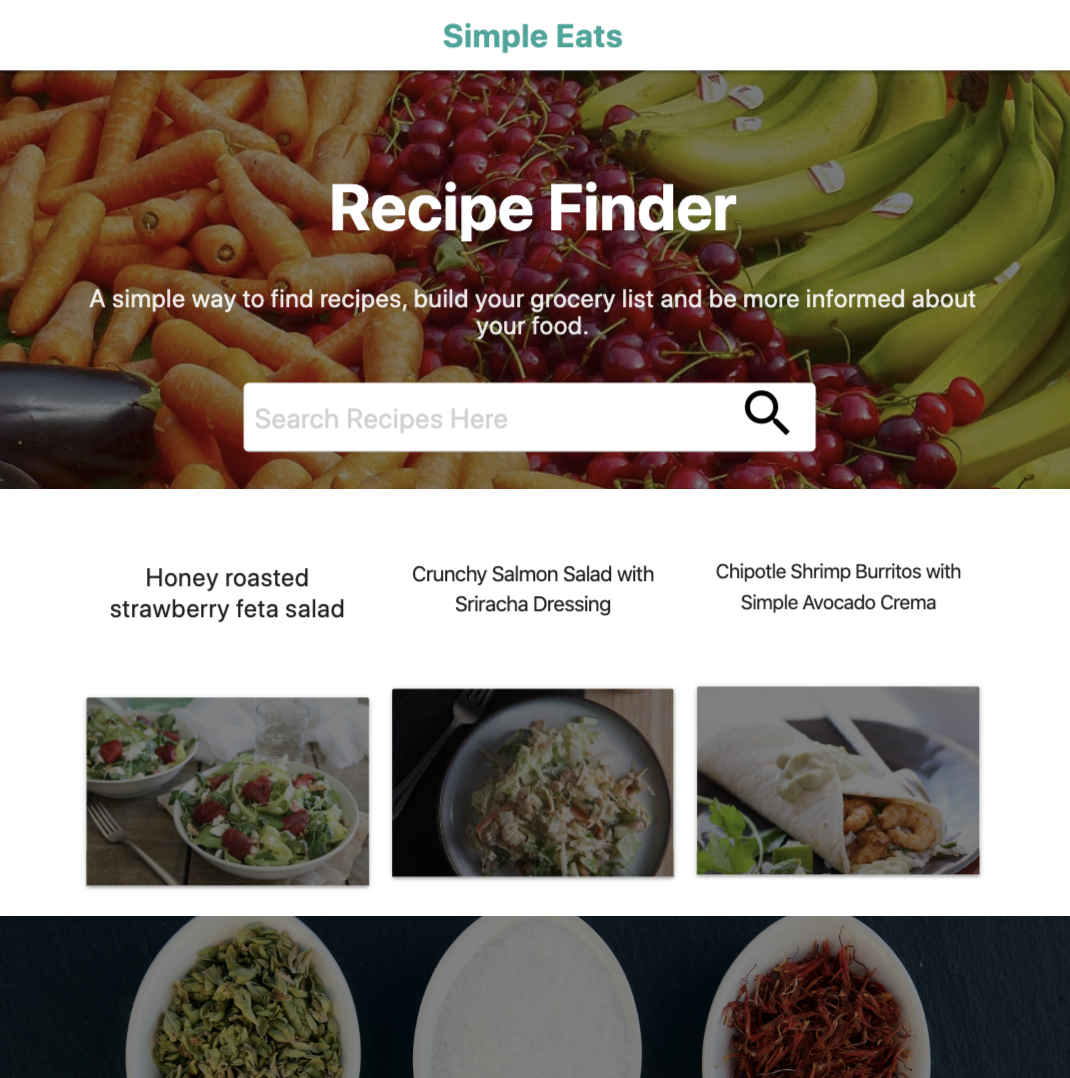 Simple Eats
Recipe Finder
A simple way to find recipes, build your grocery list and be more informed about
your food.
Search Recipes Here
Honey roasted
strawberry feta salad
Crunchy Salmon Salad with
Sriracha Dressing
Chipotle Shrimp Burritos with
Simple Avocado Crema